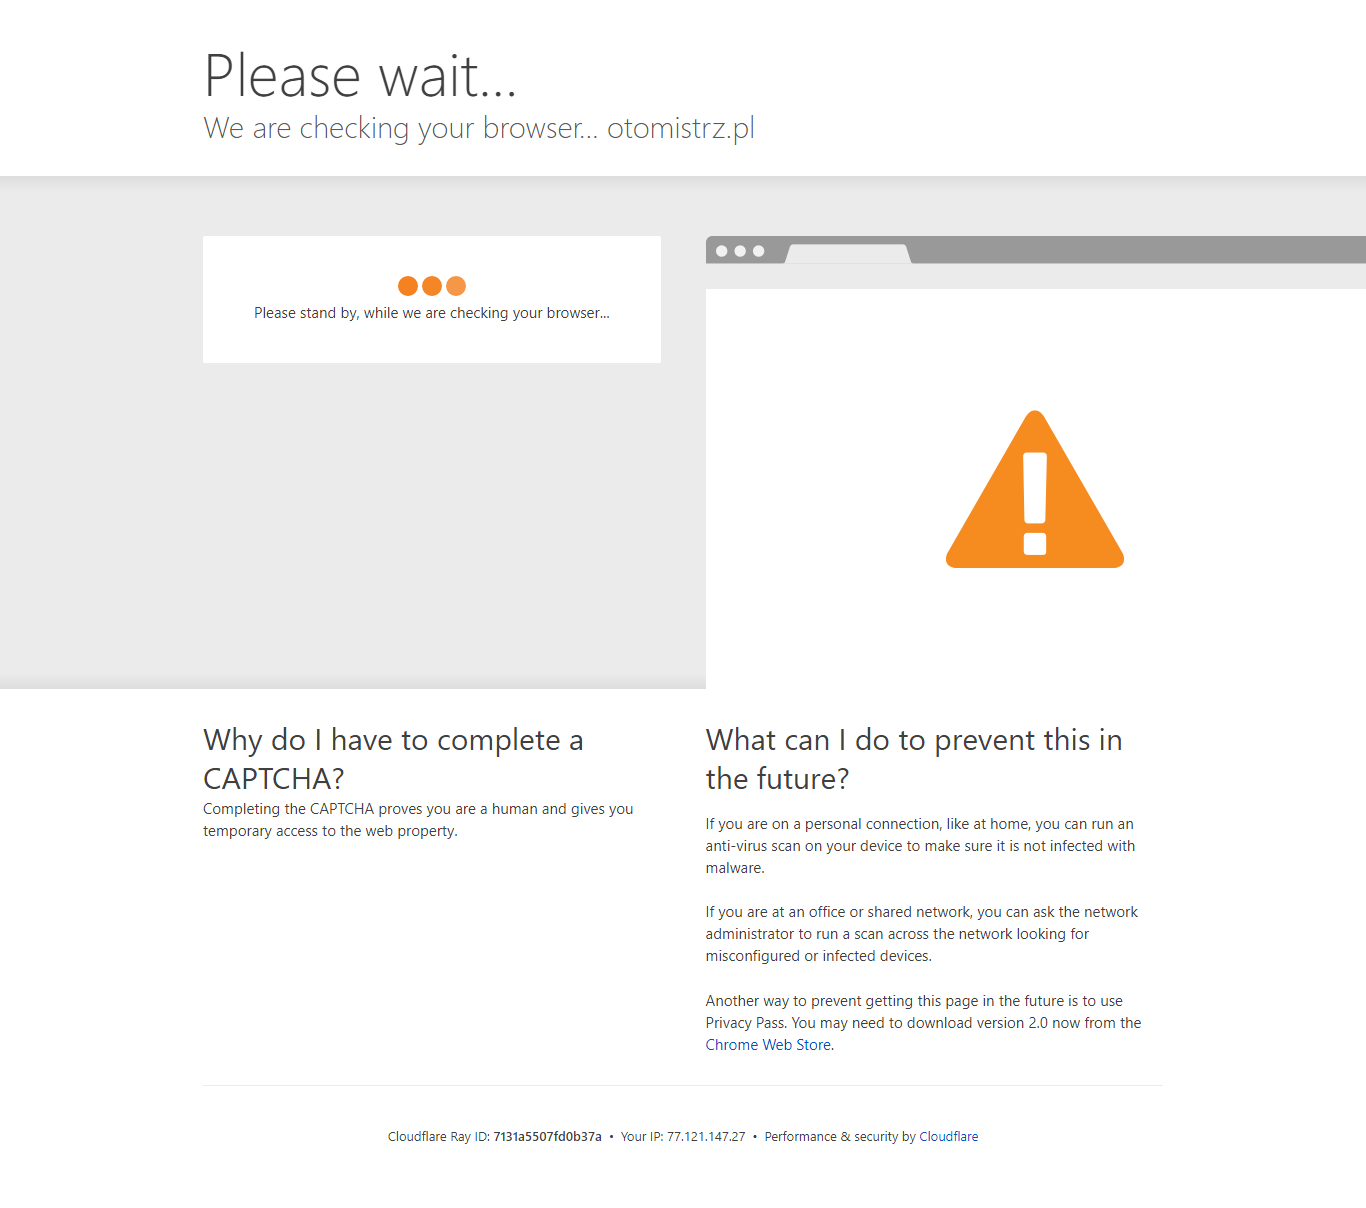 Please wait...
We are checking your browser... otomistrz.pl
Please stand by, while we are checking your browser...
Why do I have to complete a
CAPTCHA?
Completing the CAPTCHA proves you are a human and gives you
temporary access to the web property.
What can I do to prevent this in
the future?
If you are on a personal connection, like at home, you can run an
anti-virus scan on your device to make sure it is not infected with
malware.
If you are at an office or shared network, you can ask the network
administrator to run a scan across the network looking for
misconfigured or infected devices.
Another way to prevent getting this page in the future is to use
Privacy Pass. You may need to download version 2.0 now from the
Chrome Web Store.
Cloudflare Ray ID: 7131a5507fd0b37a • Your IP: 77.121.147.27 • Performance & security by Cloudflare